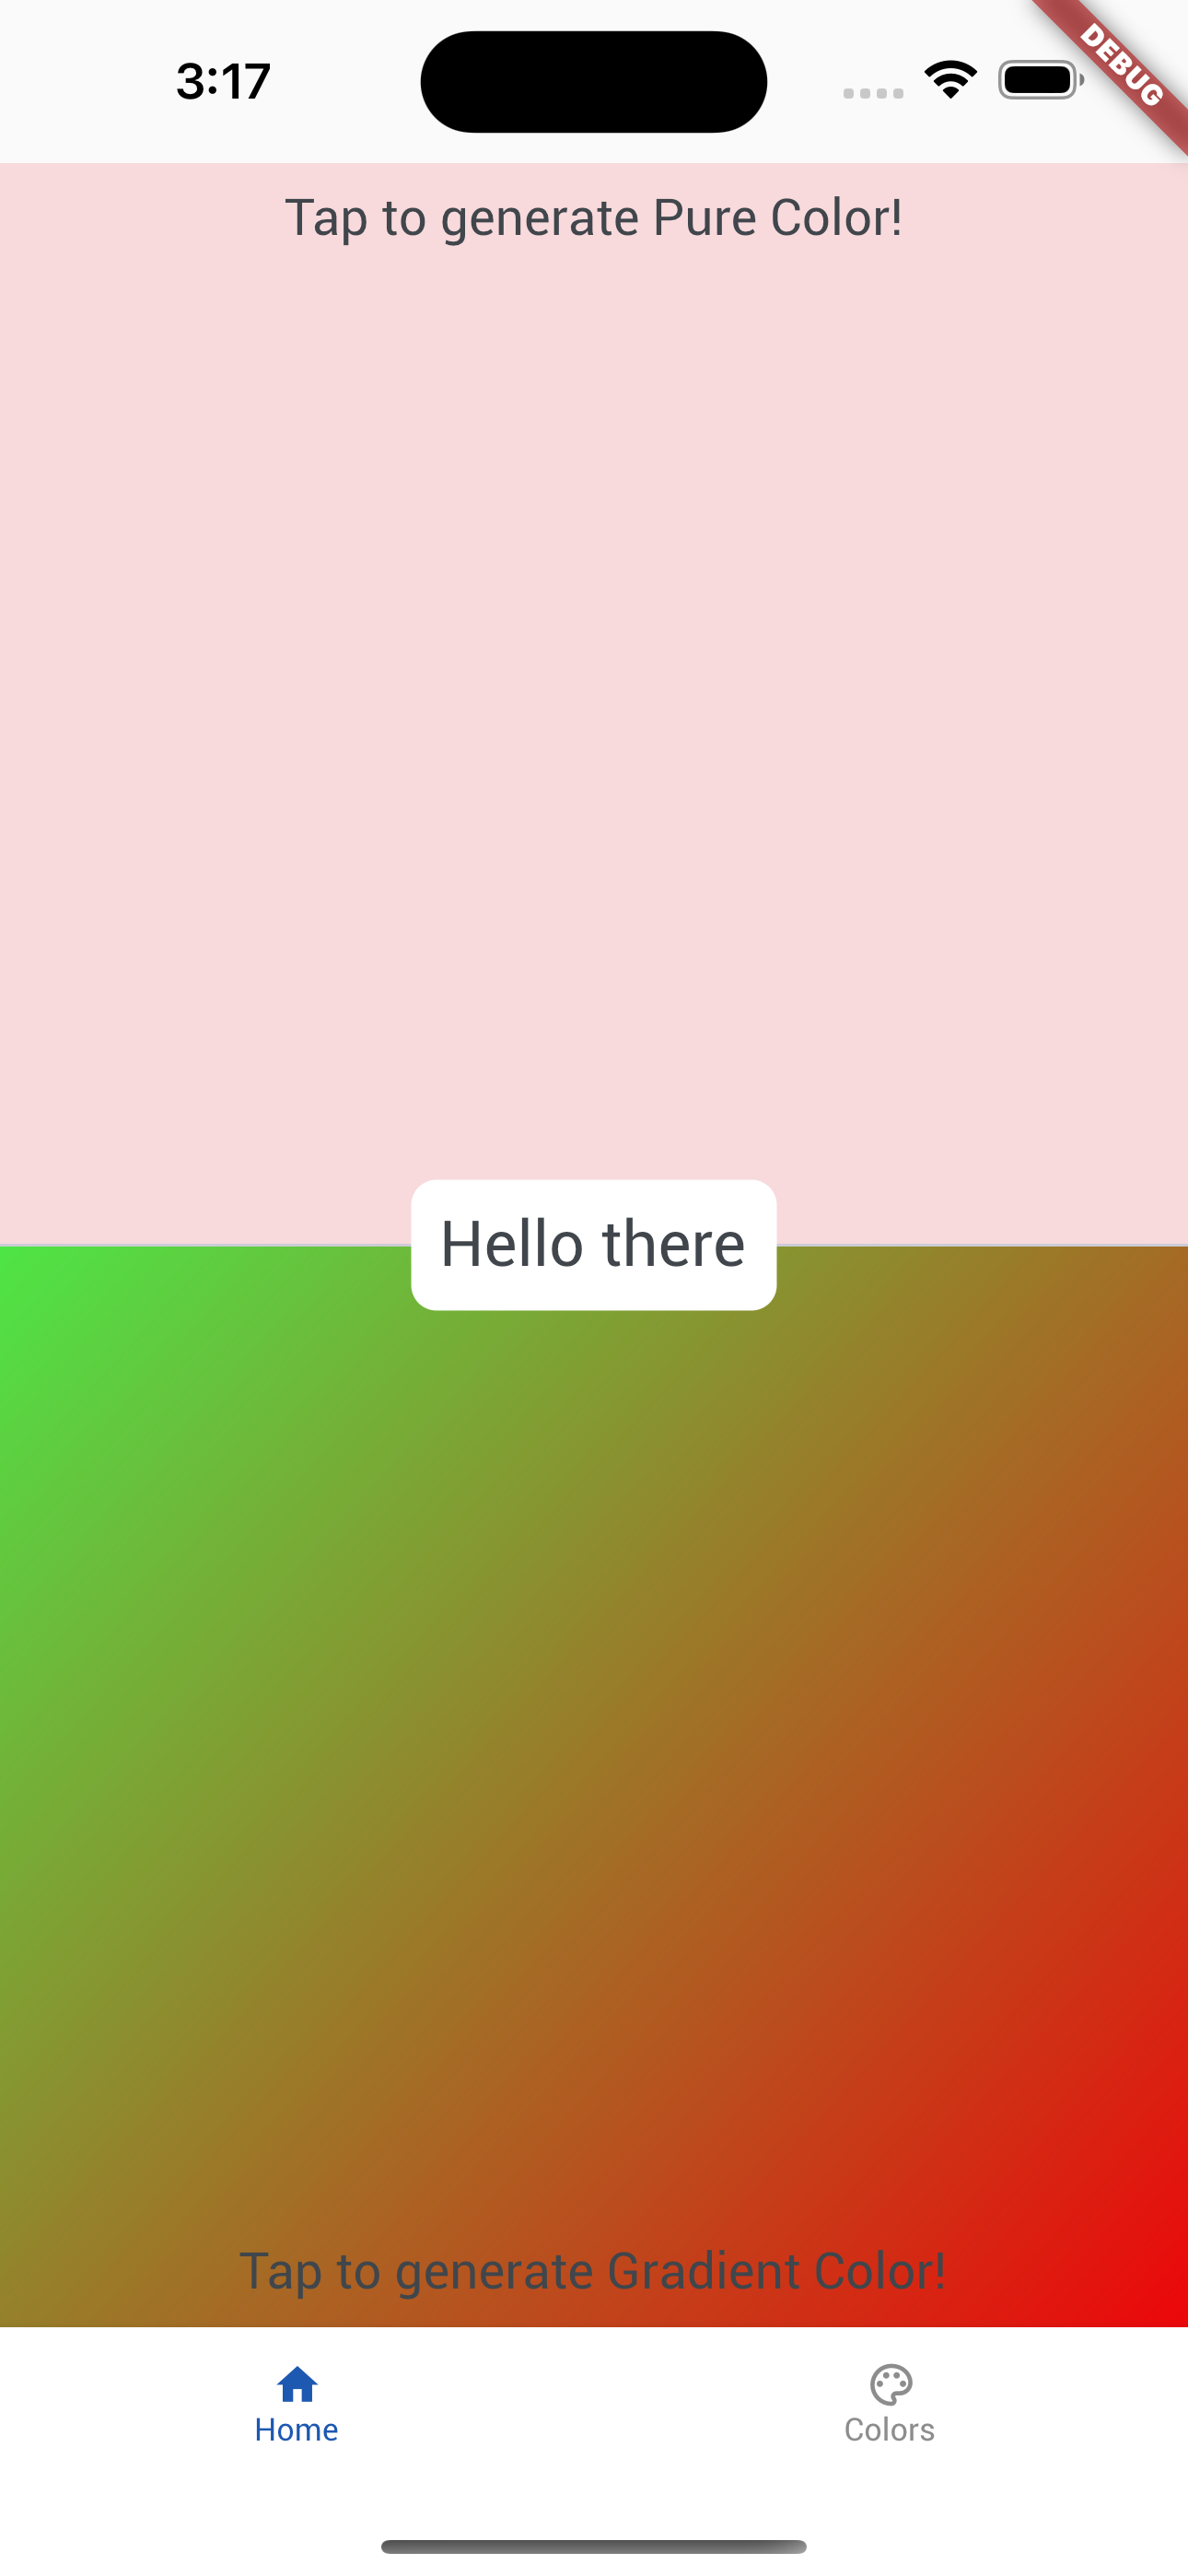 3:17
DEBUG
Tap to generate Pure Color!
Hello there
Tap to generate Gradient Color!
Home
Colors